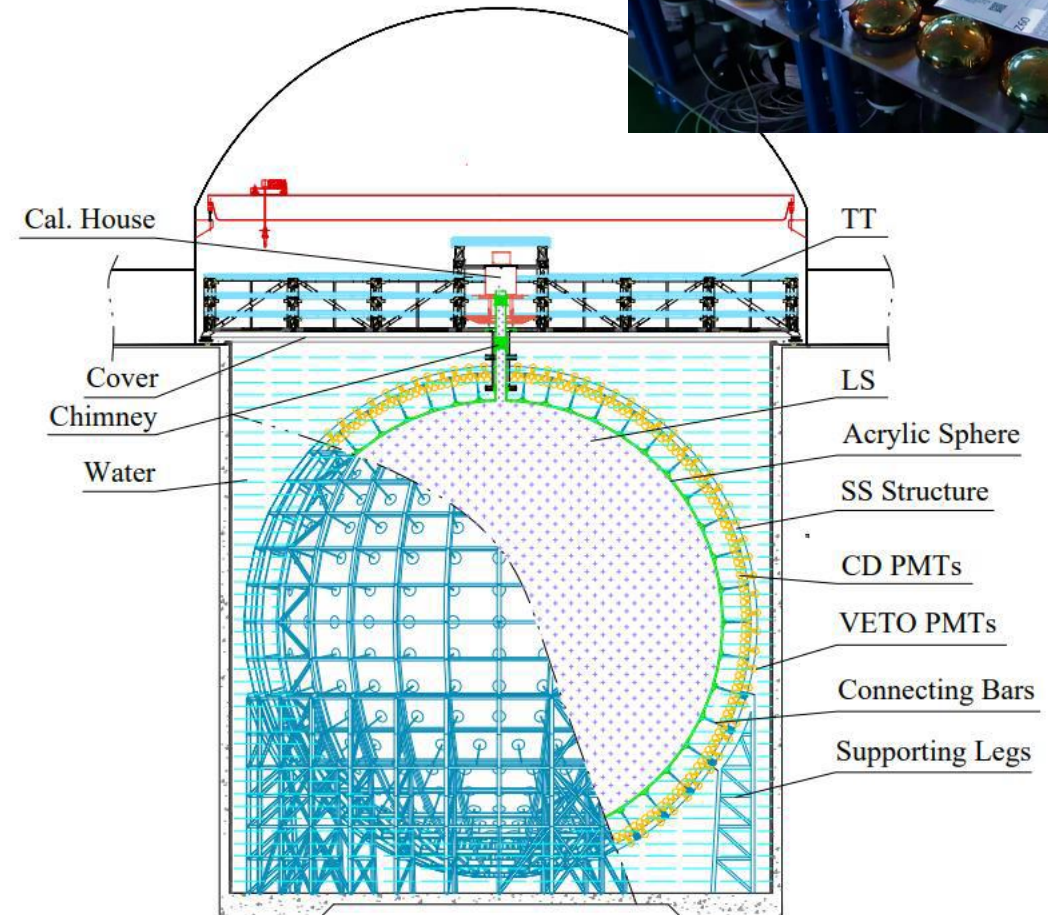 Cal. House
TT
Cover
Chimney
Water
LS
Acrylic Sphere
SS Structure
CD PMTs
VETO PMTs
Connecting Bars
Supporting Legs